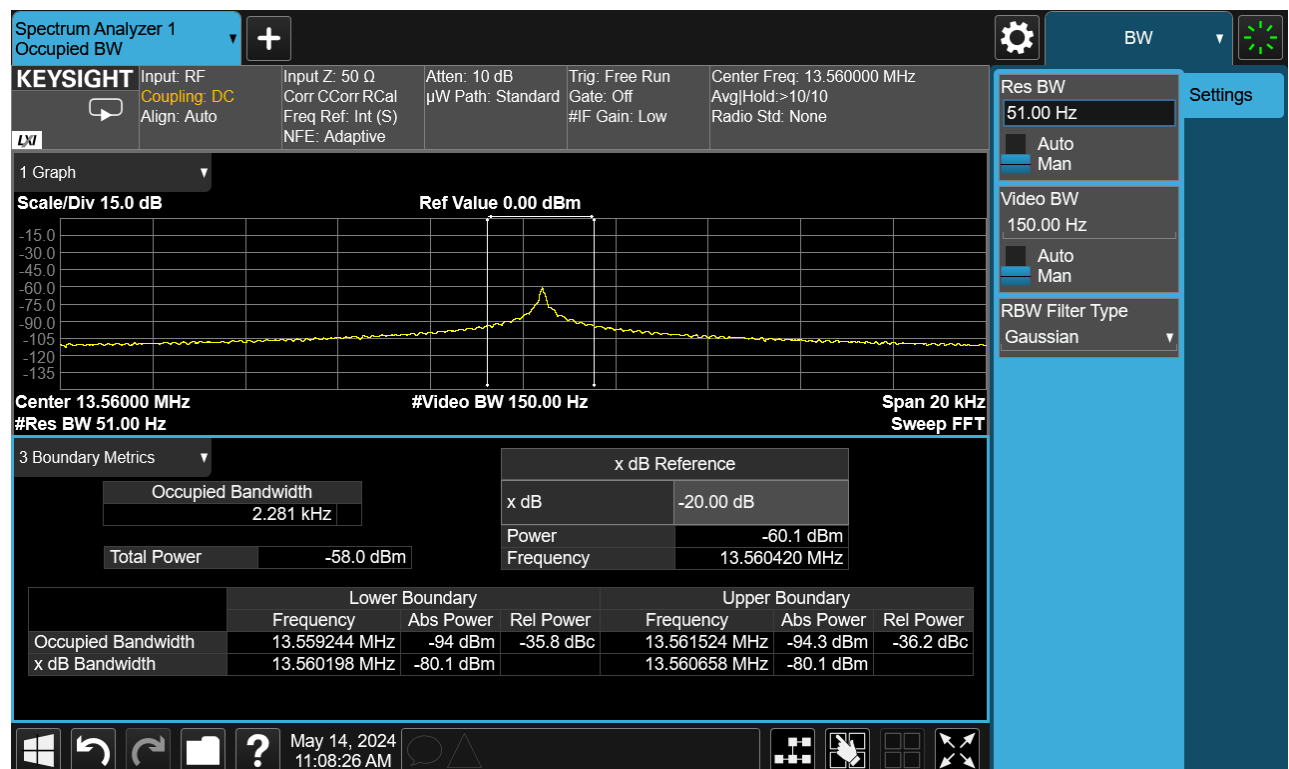 Spectrum Analyzer 1
Occupied BW
BW
KEYSIGHT
LXI
Input: RF
Coupling: DC
Align: Auto
Input Z: 50 Ω
Corr CCorr RCal
Freq Ref: Int (S)
NFE: Adaptive
Atten: 10 dB
µW Path: Standard
Trig: Free Run
Gate: Off
#IF Gain: Low
Center Freq: 13.560000 MHz
Avg|Hold:>10/10
Radio Std: None
Res BW
51.00 Hz
Auto
Man
Video BW
150.00 Hz
Auto
Man
RBW Filter Type
Gaussian
Settings
1 Graph
Scale/Div 15.0 dB Ref Value 0.00 dBm
-15.0
-30.0
-45.0
-60.0
-75.0
-90.0
-105
-120
-135
Center 13.56000 MHz #Video BW 150.00 Hz Span 20 kHz
#Res BW 51.00 Hz Sweep FFT
3 Boundary Metrics
Occupied Bandwidth
2.281 kHz
Total Power -58.0 dBm
x dB Reference
x dB -20.00 dB
Power -60.1 dBm
Frequency 13.560420 MHz
Lower Boundary Upper Boundary
Frequency Abs Power Rel Power Frequency Abs Power Rel Power
Occupied Bandwidth 13.559244 MHz -94 dBm -35.8 dBc 13.561524 MHz -94.3 dBm -36.2 dBc
x dB Bandwidth 13.560198 MHz -80.1 dBm 13.560658 MHz -80.1 dBm
?
May 14, 2024
11:08:26 AM